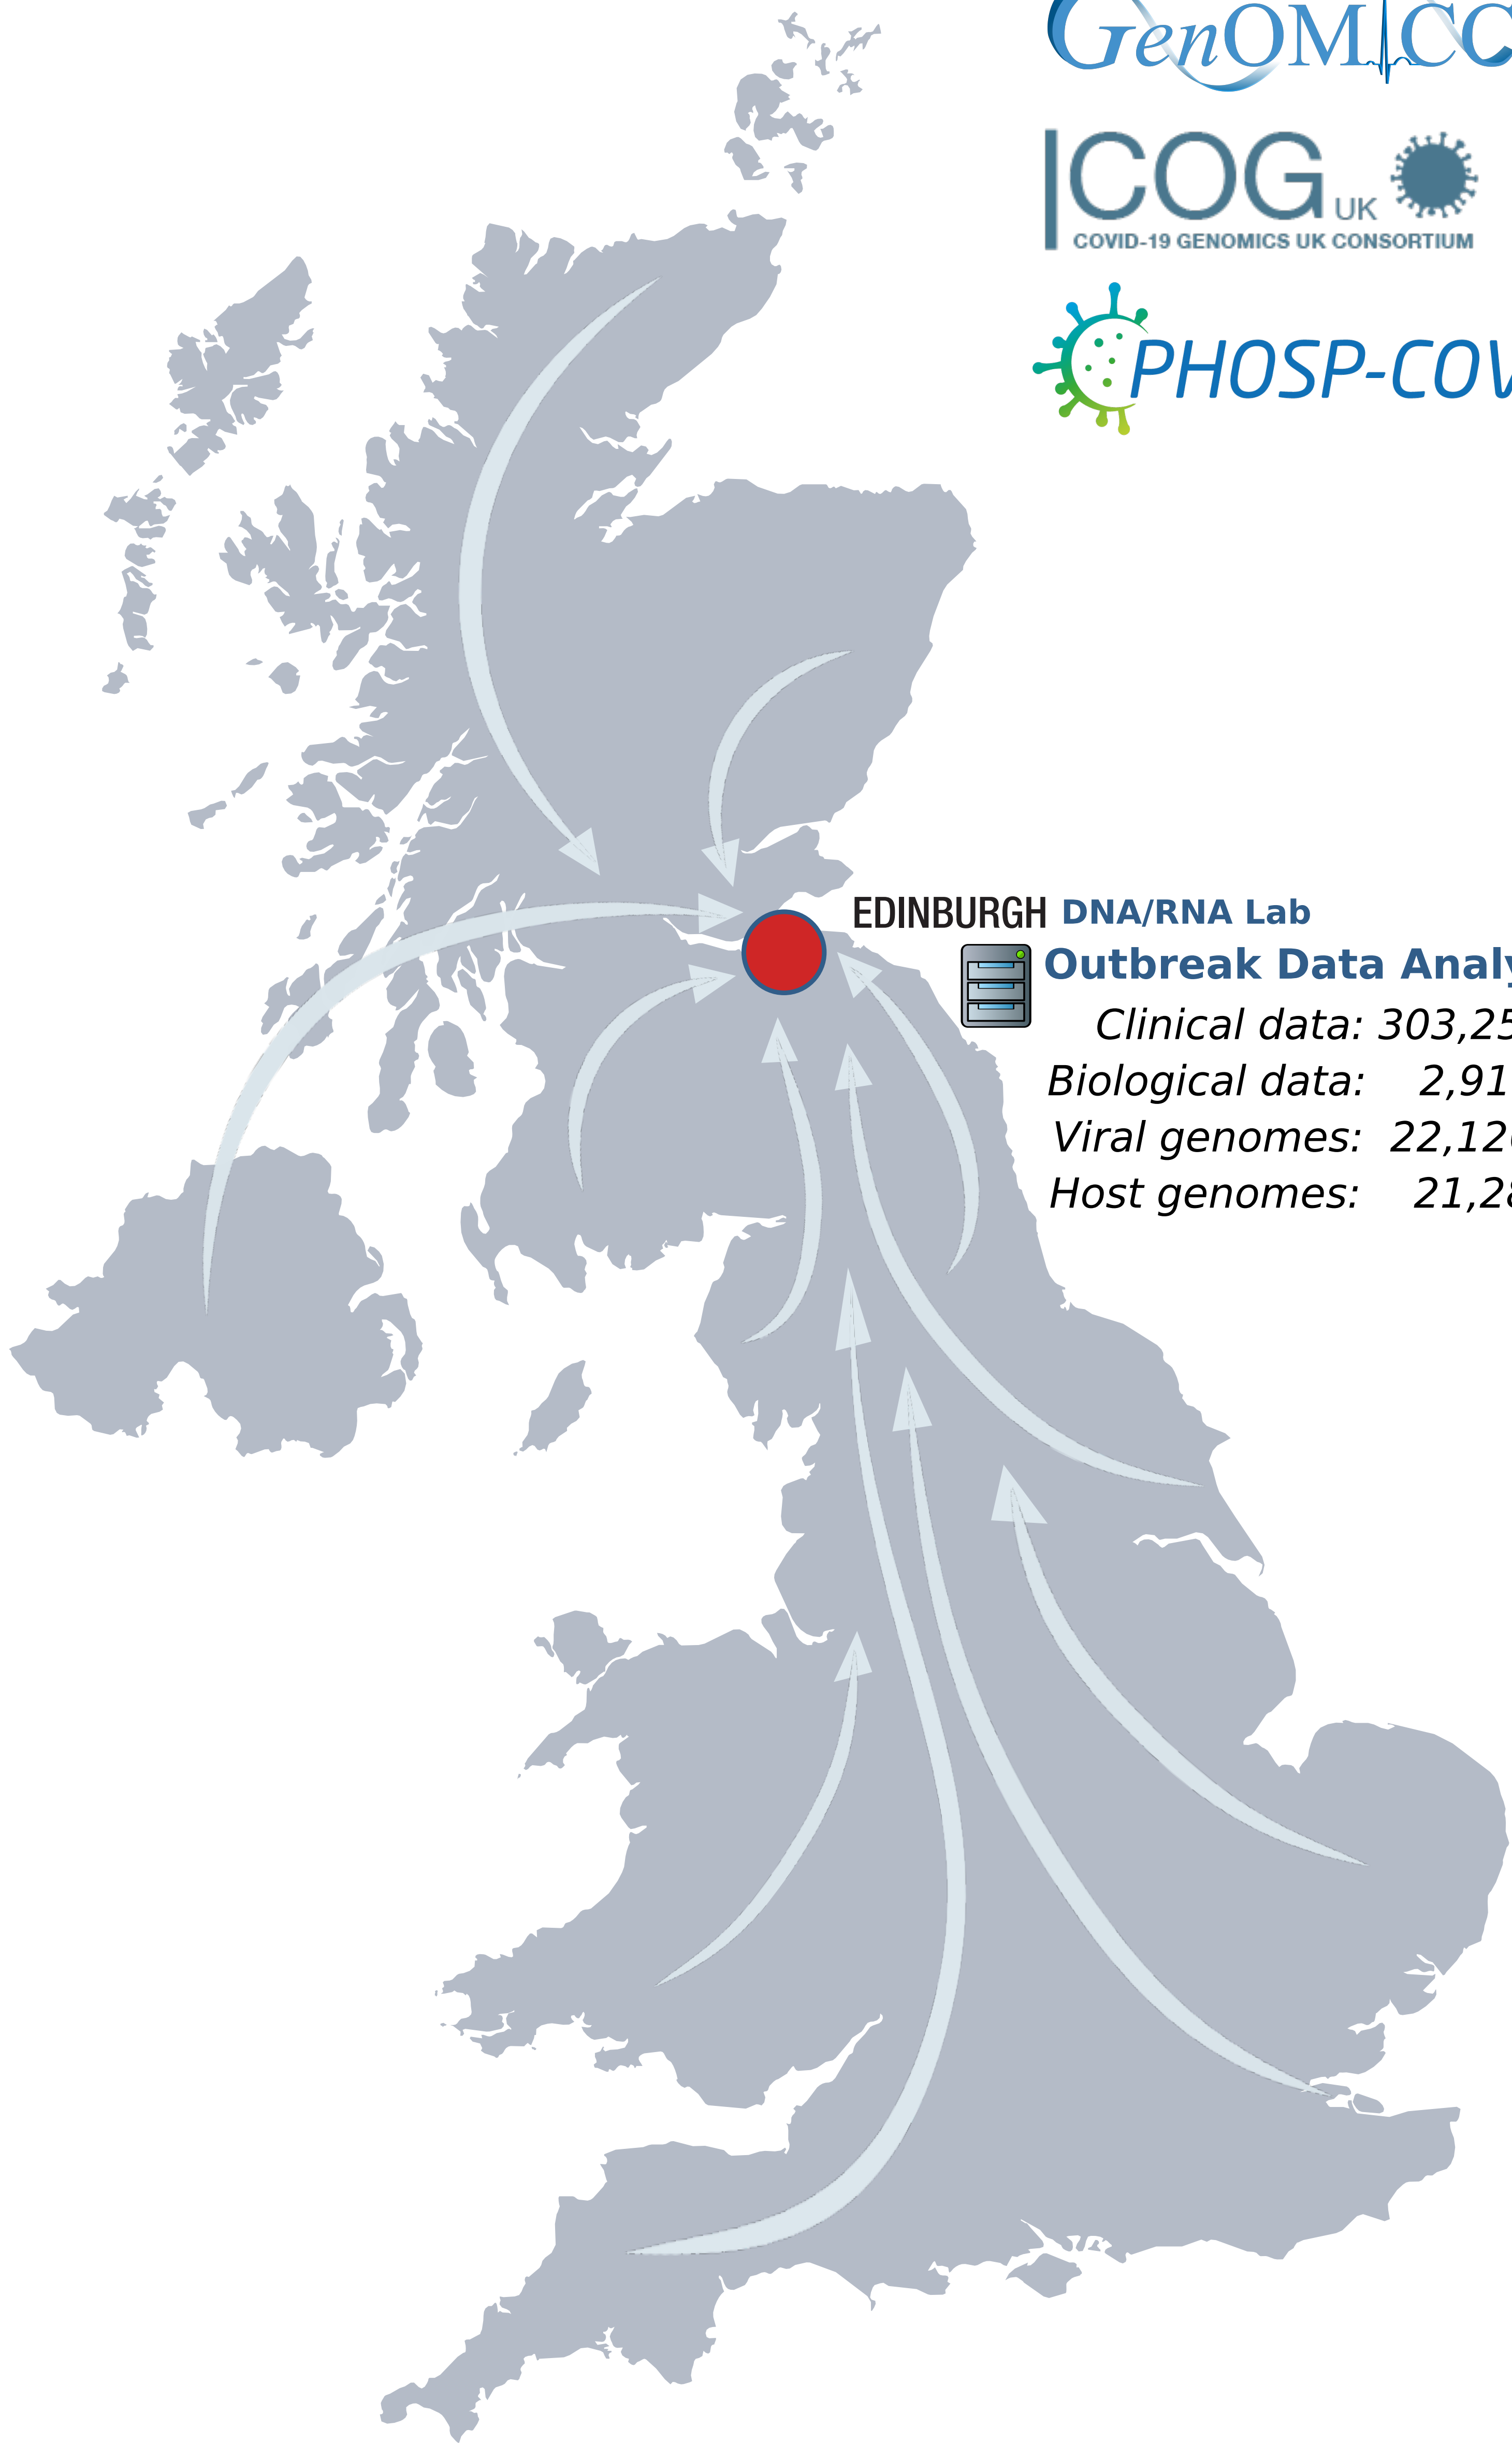 GenOMICC
COG UK
COVID-19 GENOMICS UK CONSORTIUM
PHOSP-COV
EDINBURGH DNA/RNA Lab
Outbreak Data Analy
Clinical data: 303,25
Biological data: 2,91
Viral genomes: 22,12
Host genomes: 21,28